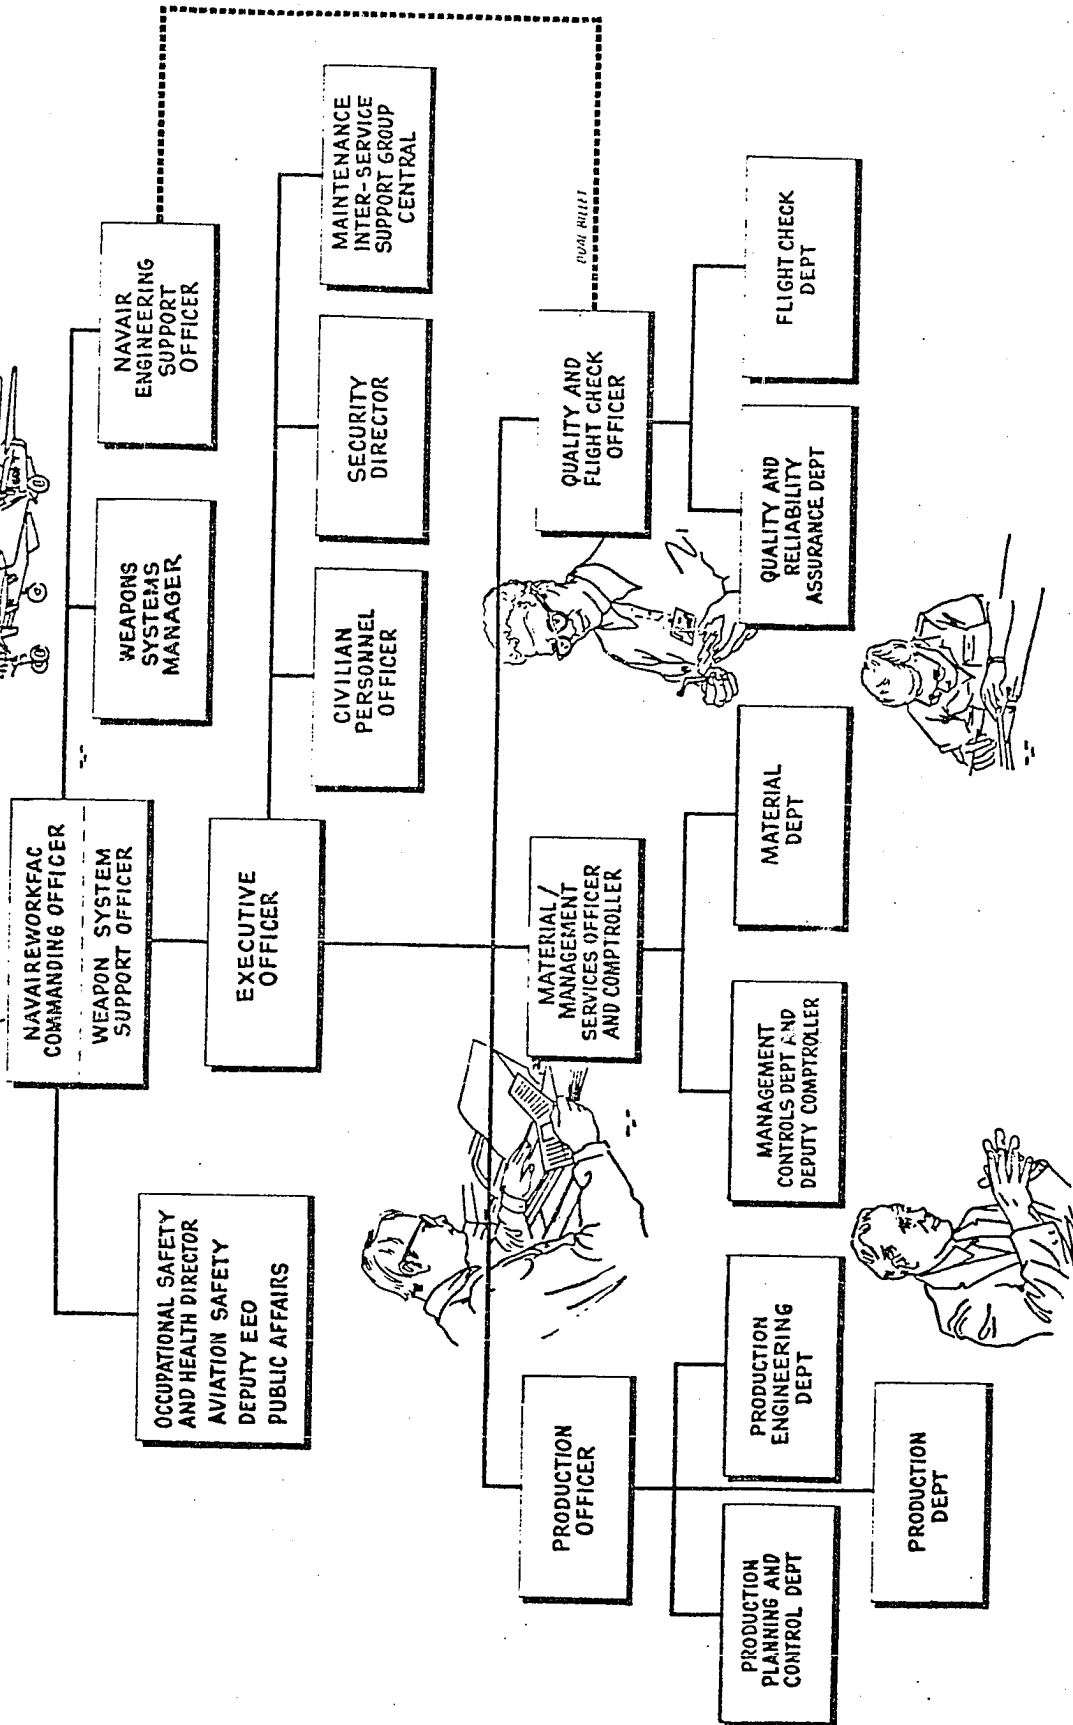 NAVAIREWORKFAC
COMMANDING OFFICER
WEAPON SYSTEM
SUPPORT OFFICER
OCCUPATIONAL SAFETY
AND HEALTH DIRECTOR
AVIATION SAFETY
DEPUTY EEO
PUBLIC AFFAIRS
WEAPONS
SYSTEMS
MANAGER
NAVAIR
ENGINEERING
SUPPORT
OFFICER
EXECUTIVE
OFFICER
CIVILIAN
PERSONNEL
OFFICER
SECURITY
DIRECTOR
MAINTENANCE
INTER-SERVICE
SUPPORT GROUP
CENTRAL
DUAL BILLET
PRODUCTION
OFFICER
MATERIAL/
MANAGEMENT
SERVICES OFFICER
AND COMPTROLLER
QUALITY AND
FLIGHT CHECK
OFFICER
PRODUCTION
PLANNING AND
CONTROL DEPT
PRODUCTION
ENGINEERING
DEPT
MANAGEMENT
CONTROLS DEPT AND
DEPUTY COMPTROLLER
MATERIAL
DEPT
QUALITY AND
RELIABILITY
ASSURANCE DEPT
FLIGHT CHECK
DEPT
PRODUCTION
DEPT